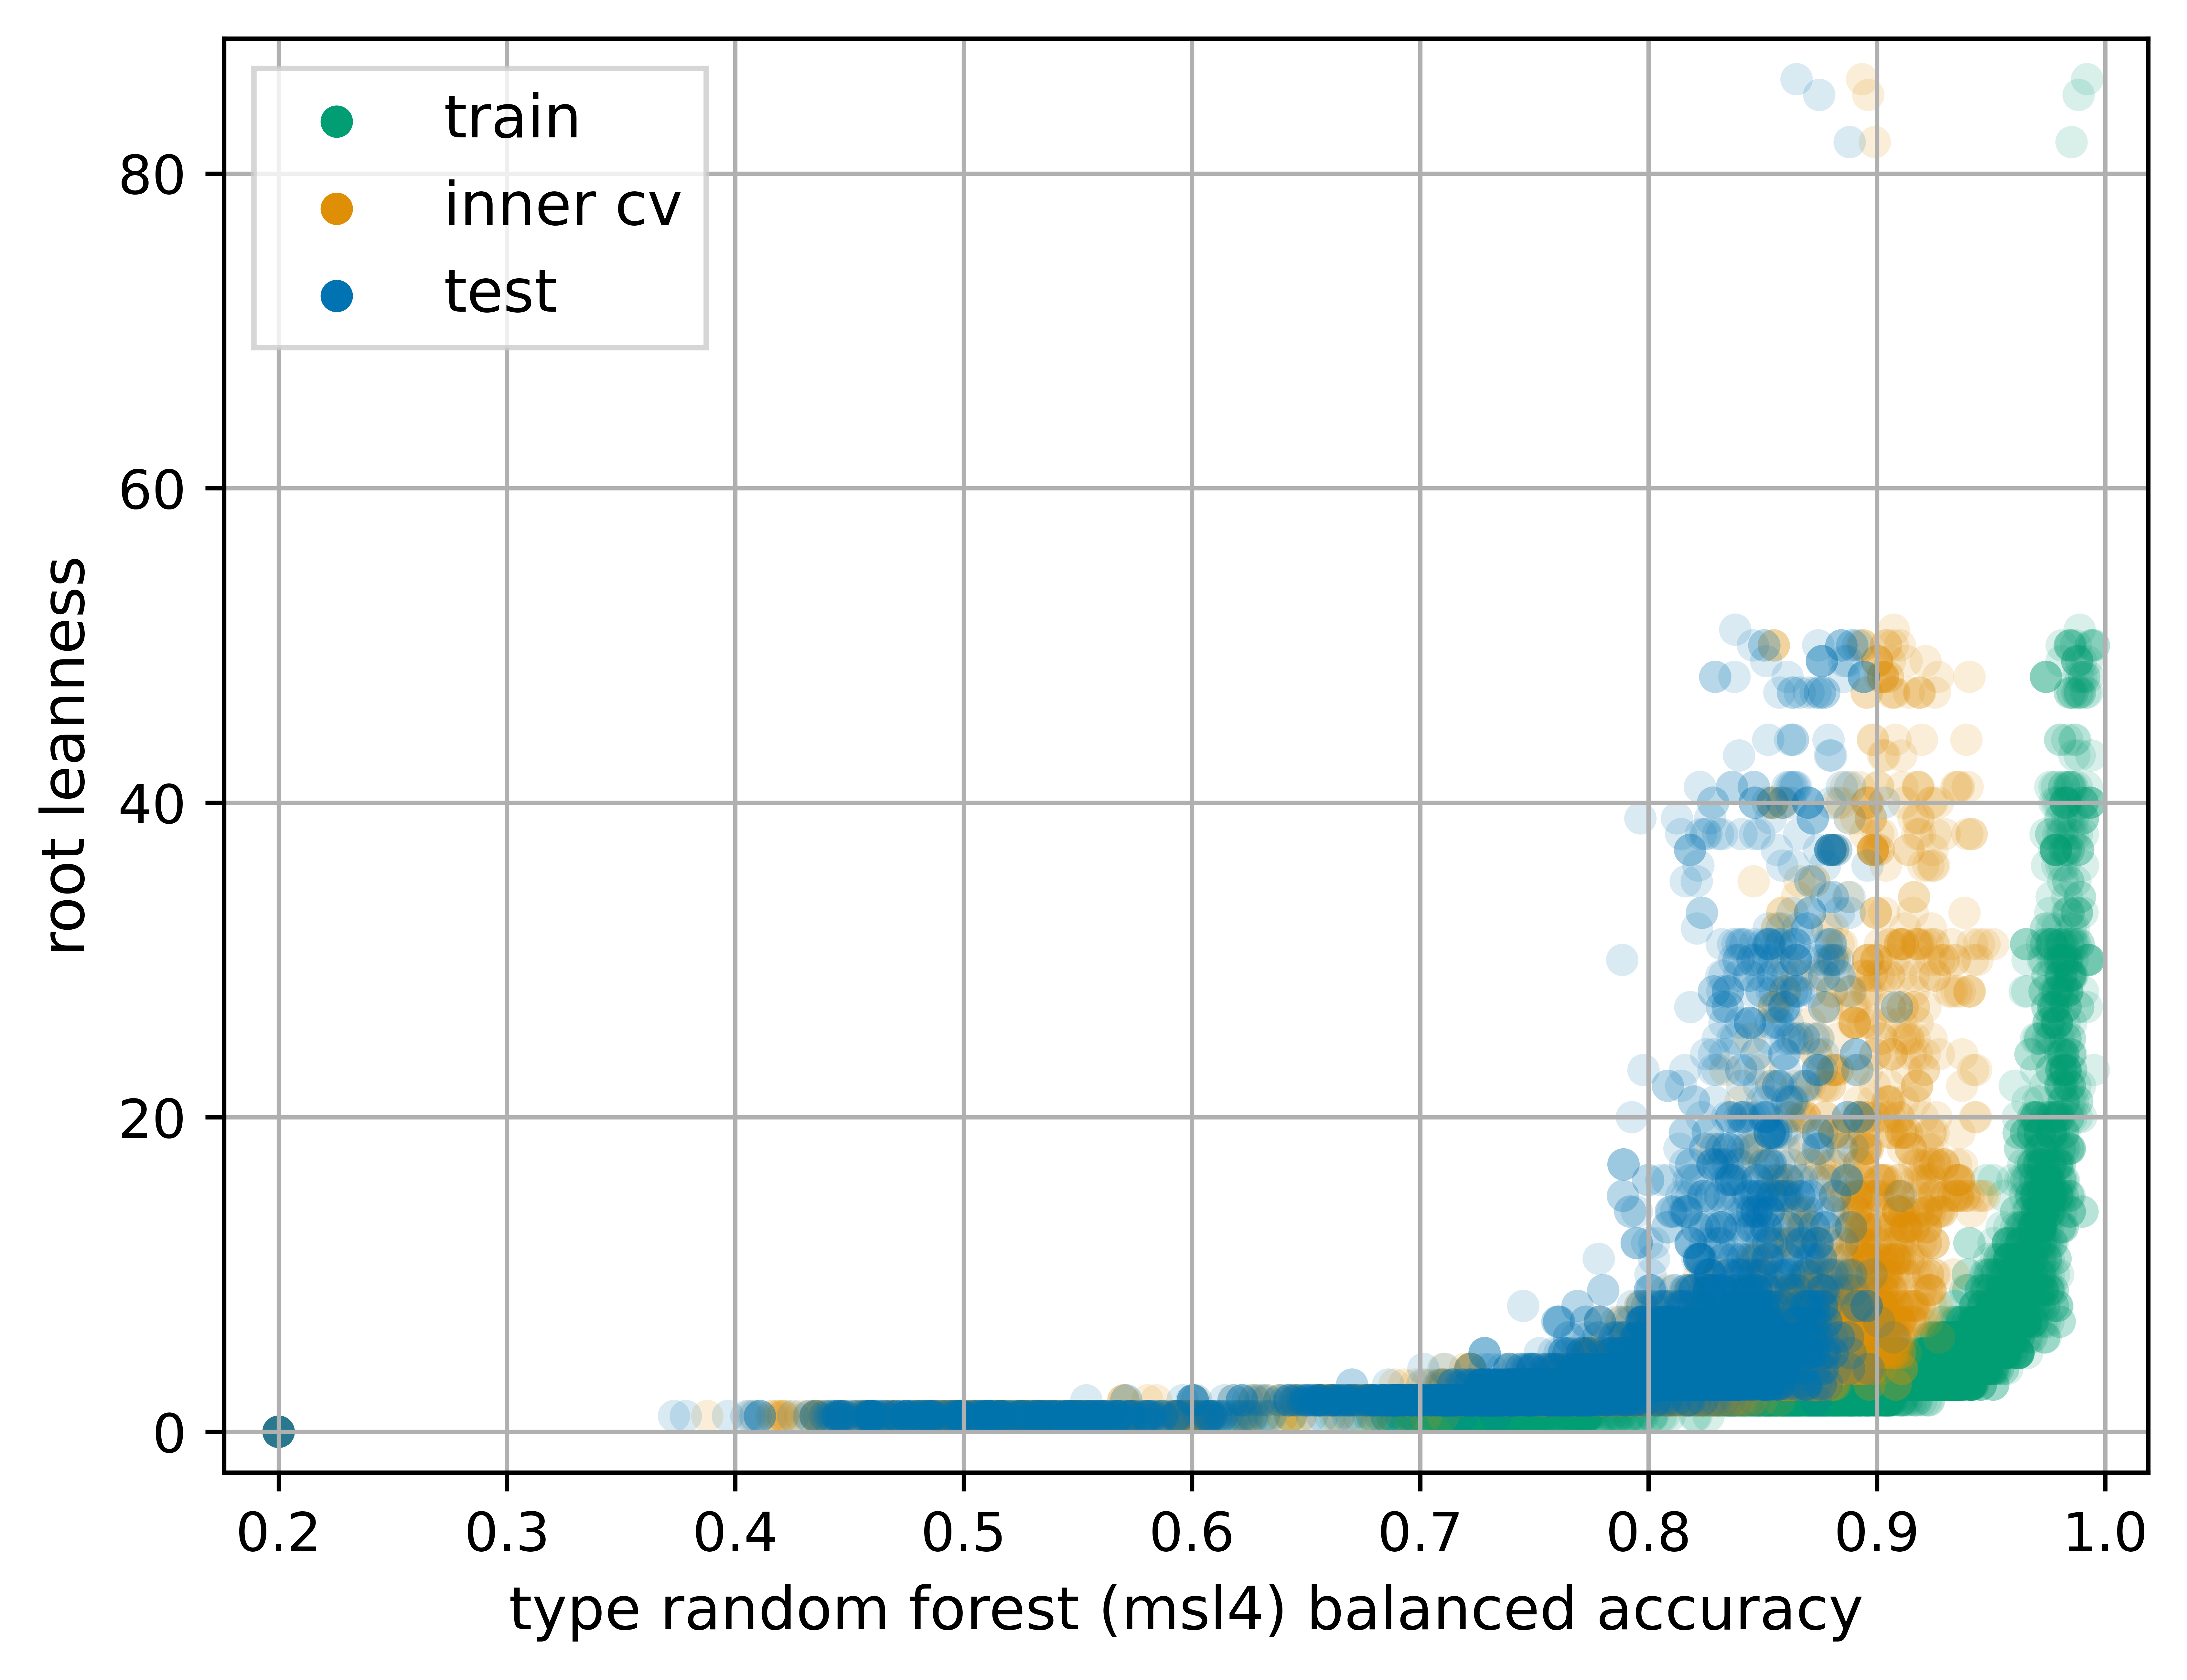 train
inner cv
test
80
60
40
20
0
root leanness
0.2 0.3 0.4 0.5 0.6 0.7 0.8 0.9 1.0
type random forest (msl4) balanced accuracy